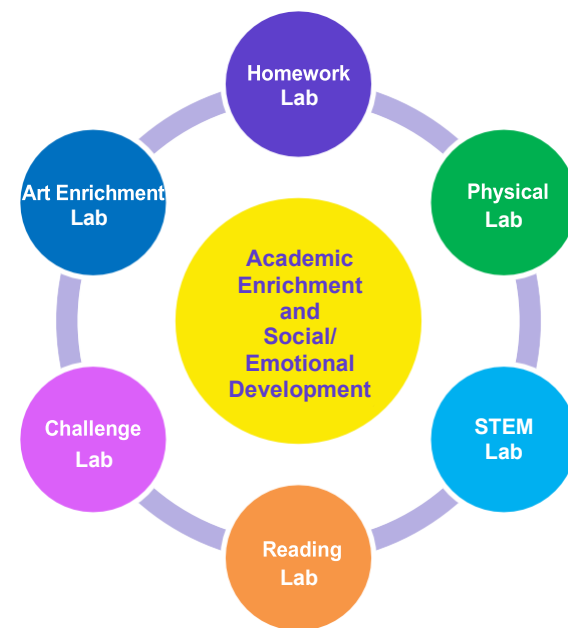 Homework
Lab
Physical
Lab
STEM
Lab
Reading
Lab
Challenge
Lab
Art Enrichment
Lab
Academic
Enrichment
and
Social/
Emotional
Development